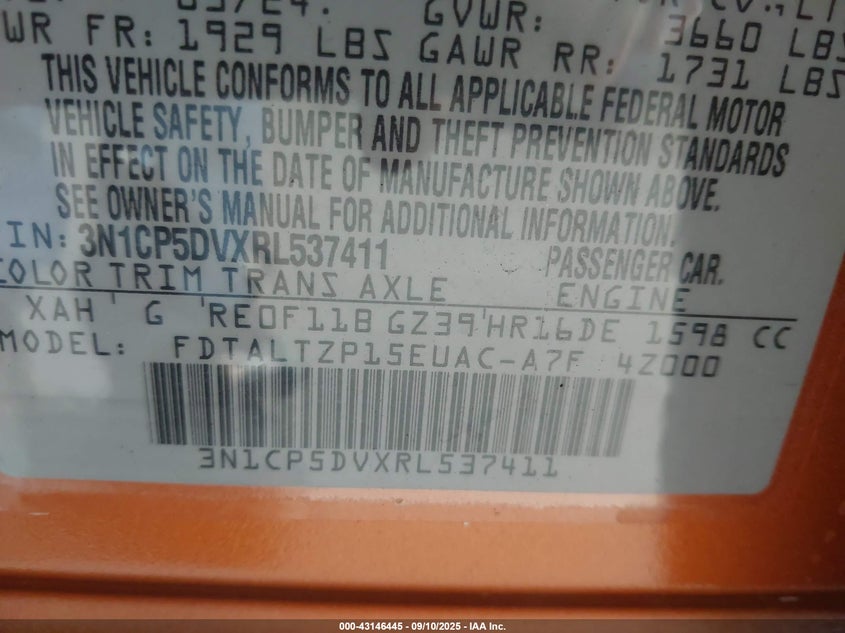 03/24. GVWR: 3660 LBS
WR FR: 1929 LBS GAWR RR: 1731 LBS
THIS VEHICLE CONFORMS TO ALL APPLICABLE FEDERAL MOTOR
VEHICLE SAFETY, BUMPER AND THEFT PREVENTION STANDARDS
IN EFFECT ON THE DATE OF MANUFACTURE SHOWN ABOVE.
SEE OWNER'S MANUAL FOR ADDITIONAL INFORMATION.
IN: 3N1CP5DVXRL537411 PASSENGER CAR.
COLOR TRIM TRANS AXLE ENGINE
XAH ' G 'RE0F11B GZ39'HR16DE 1598 CC
MODEL: FDTALTZP15EUAC-A7F 4Z000
3N1CP5DVXRL537411
000-43146445 - 09/10/2025 - IAA Inc.